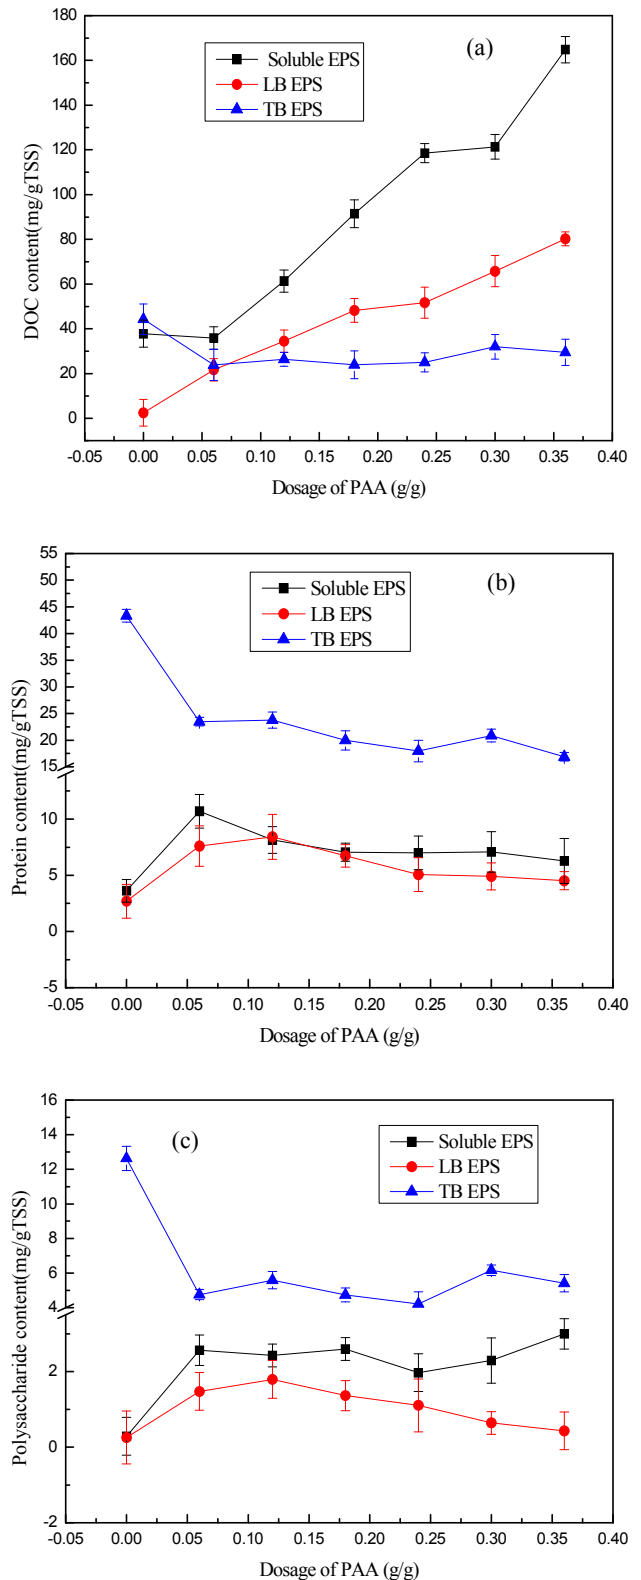 (a)
Soluble EPS
LB EPS
TB EPS
DOC content(mg/gTSS)
180
160
140
120
100
80
60
40
20
0
-0.05 0.00 0.05 0.10 0.15 0.20 0.25 0.30 0.35 0.40
Dosage of PAA (g/g)
(b)
Soluble EPS
LB EPS
TB EPS
Protein content(mg/gTSS)
55
50
45
40
35
30
25
20
15
10
5
0
-5
-0.05 0.00 0.05 0.10 0.15 0.20 0.25 0.30 0.35 0.40
Dosage of PAA (g/g)
(c)
Soluble EPS
LB EPS
TB EPS
Polysaccharide content(mg/gTSS)
16
14
12
10
8
6
4
2
0
-2
-0.05 0.00 0.05 0.10 0.15 0.20 0.25 0.30 0.35 0.40
Dosage of PAA (g/g)